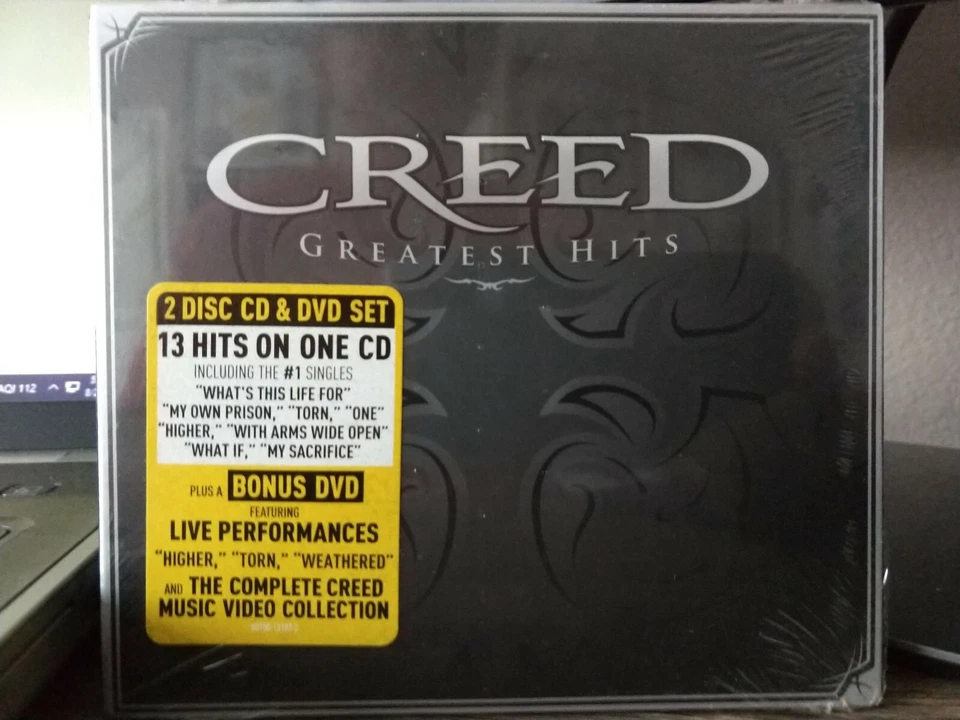 CREED
GREATEST HITS
2 DISC CD & DVD SET
13 HITS ON ONE CD
INCLUDING THE #1 SINGLES
"WHAT'S THIS LIFE FOR"
"MY OWN PRISON," "TORN," "ONE"
"HIGHER," "WITH ARMS WIDE OPEN"
"WHAT IF," "MY SACRIFICE"
PLUS A BONUS DVD
FEATURING
LIVE PERFORMANCES
"HIGHER," "TORN," "WEATHERED"
AND THE COMPLETE CREED
MUSIC VIDEO COLLECTION
AQI 112